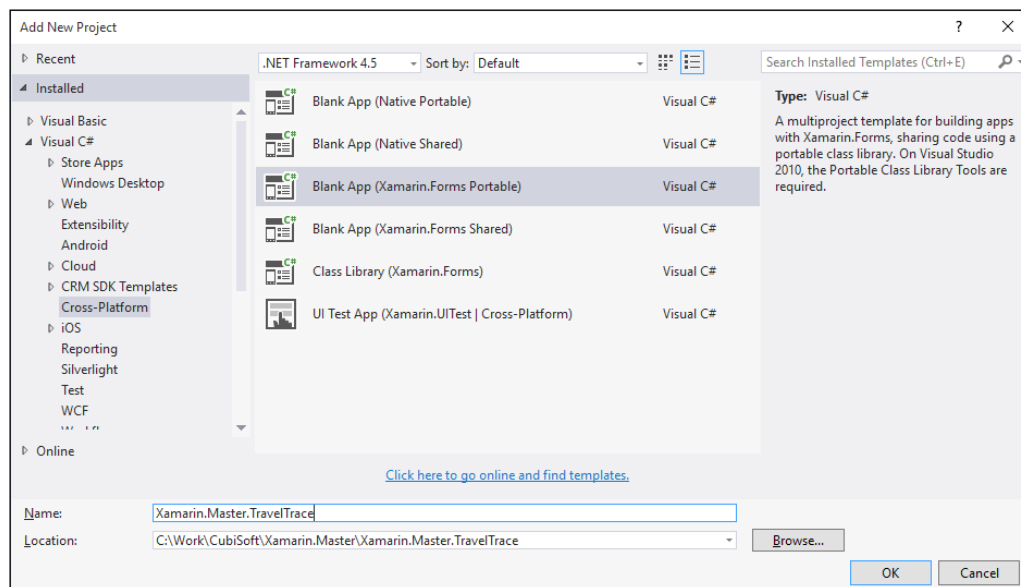 Add New Project
?
Recent
.NET Framework 4.5
Sort by: Default
Search Installed Templates (Ctrl+E)
Installed
Visual Basic
Visual C#
Store Apps
Windows Desktop
Web
Extensibility
Android
Cloud
CRM SDK Templates
Cross-Platform
iOS
Reporting
Silverlight
Test
WCF
Online
C# Blank App (Native Portable) Visual C#
C# Blank App (Native Shared) Visual C#
C# Blank App (Xamarin.Forms Portable) Visual C#
C# Blank App (Xamarin.Forms Shared) Visual C#
C# Class Library (Xamarin.Forms) Visual C#
UI Test App (Xamarin.UITest | Cross-Platform) Visual C#
Type: Visual C#
A multiproject template for building apps
with Xamarin.Forms, sharing code using a
portable class library. On Visual Studio
2010, the Portable Class Library Tools are
required.
Click here to go online and find templates.
Name: Xamarin.Master.TravelTrace
Location: C:\Work\CubiSoft\Xamarin.Master\Xamarin.Master.TravelTrace
Browse...
OK Cancel